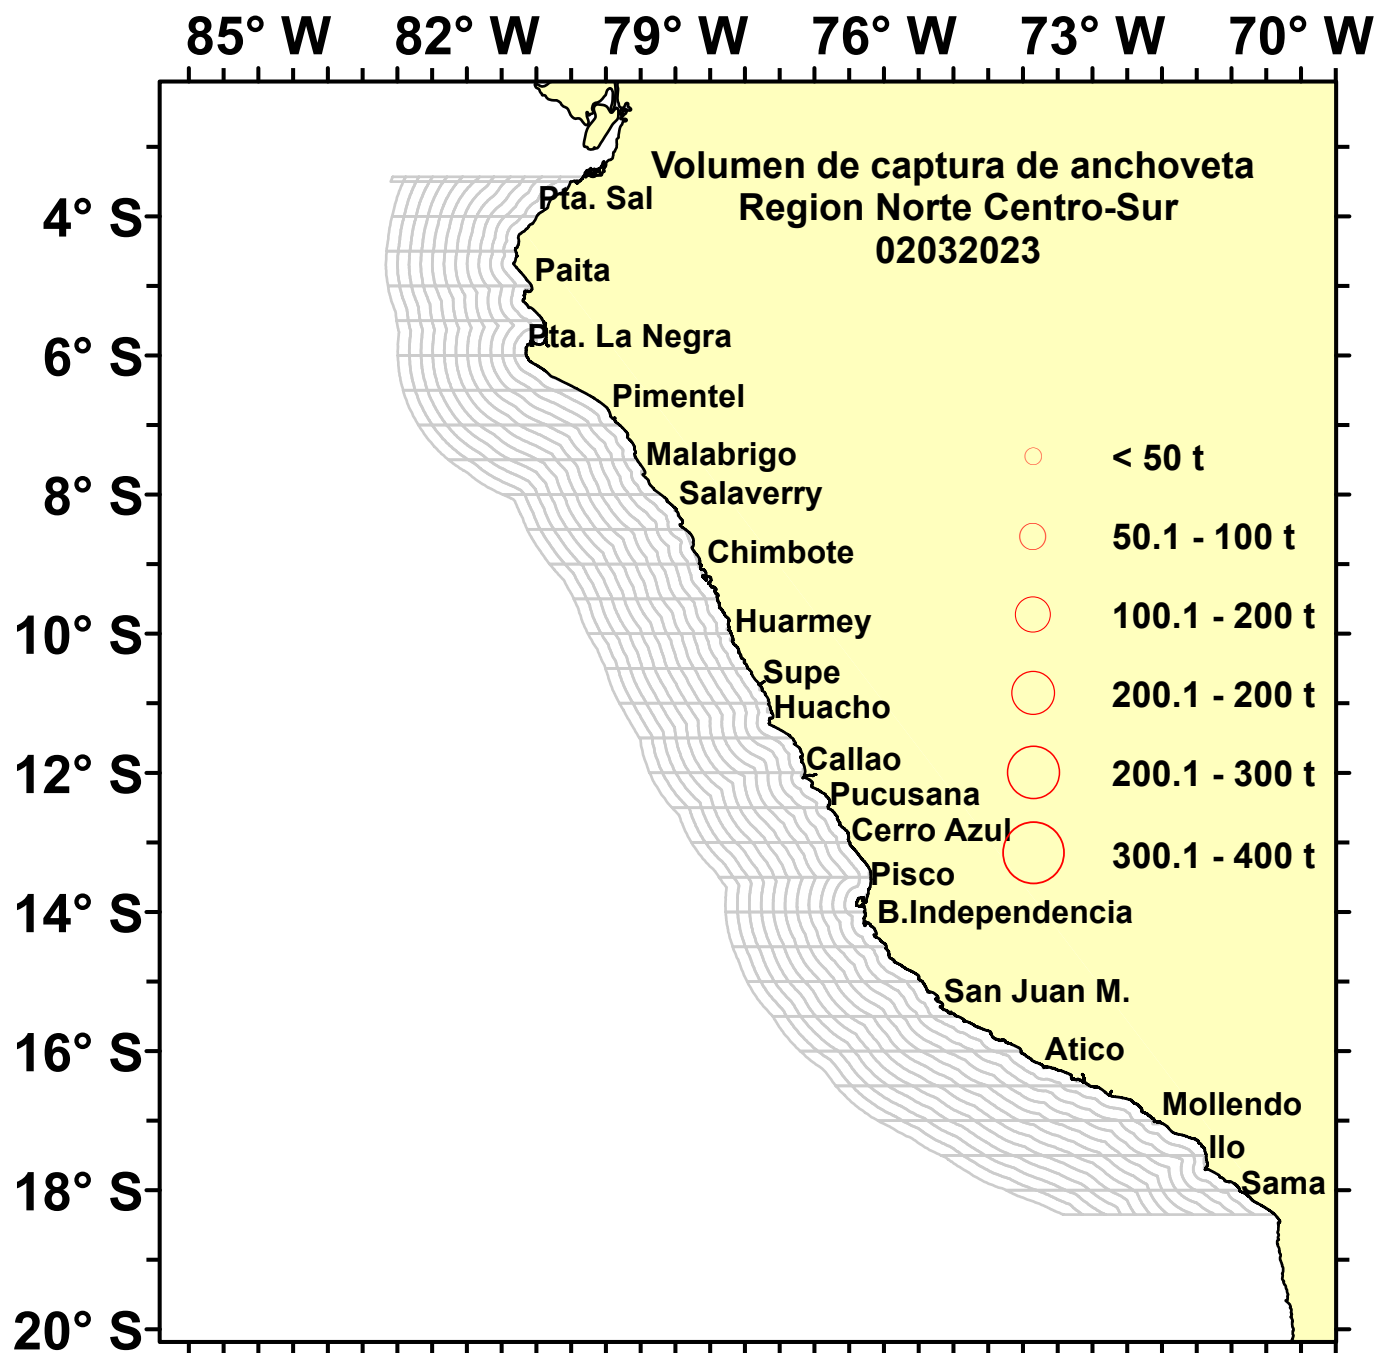 85° W 82° W 79° W 76° W 73° W 70° W
Volumen de captura de anchoveta
Region Norte Centro-Sur
02032023
4° S
6° S
8° S
10° S
12° S
14° S
16° S
18° S
20° S
Pta. Sal
Paita
Pta. La Negra
Pimentel
Malabrigo
Salaverry
Chimbote
Huarmey
Supe
Huacho
Callao
Pucusana
Cerro Azul
Pisco
B.Independencia
San Juan M.
Atico
Mollendo
Ilo
Sama
< 50 t
50.1 - 100 t
100.1 - 200 t
200.1 - 200 t
200.1 - 300 t
300.1 - 400 t